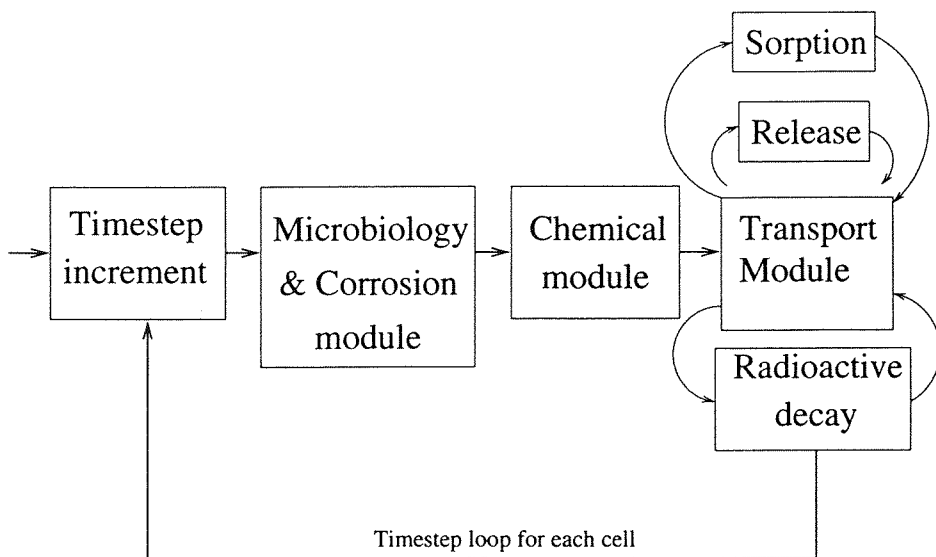 Sorption
Release
Timestep
increment
Microbiology
& Corrosion
module
Chemical
module
Transport
Module
Radioactive
decay
Timestep loop for each cell